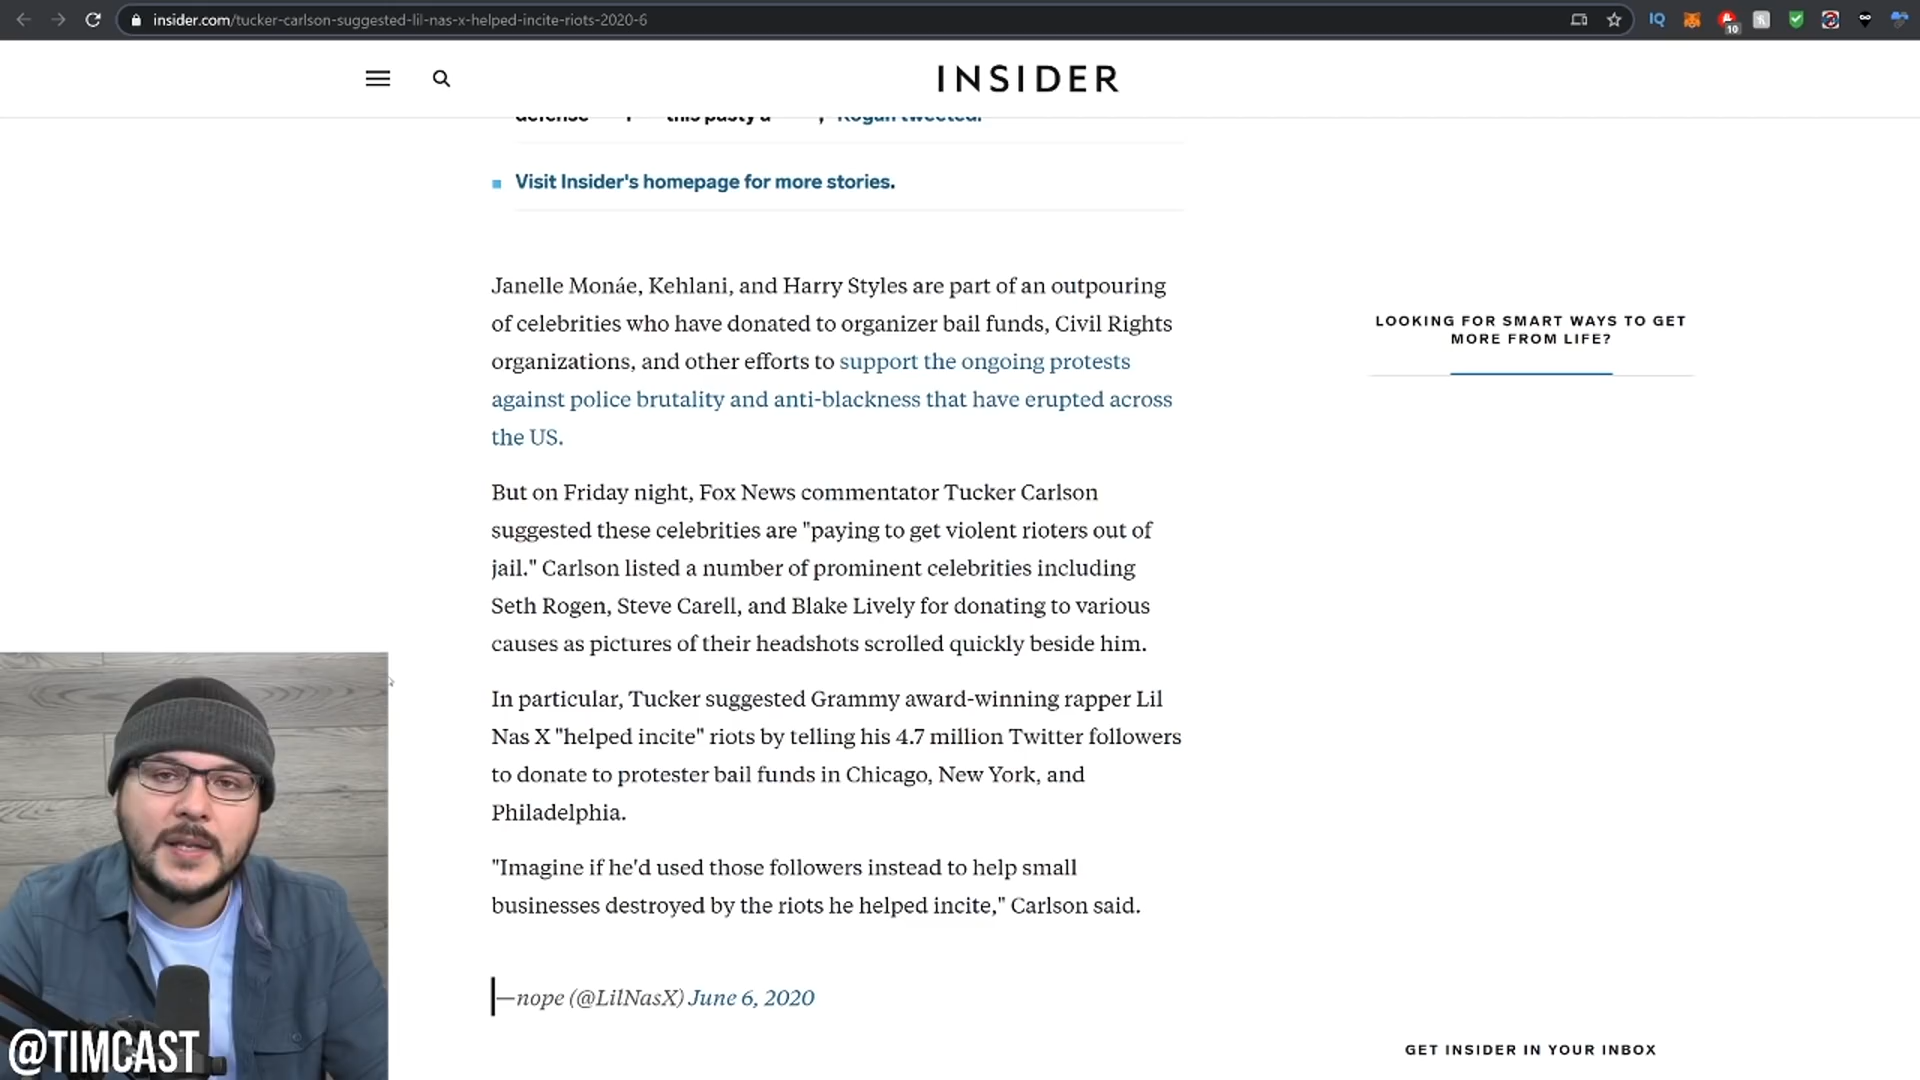 insider.com/tucker-carlson-suggested-lil-nas-x-helped-incite-riots-2020-6
IQ
10
INSIDER
defense this pasty a , Rogan tweeted.
Visit Insider's homepage for more stories.
Janelle Monáe, Kehlani, and Harry Styles are part of an outpouring
of celebrities who have donated to organizer bail funds, Civil Rights
organizations, and other efforts to support the ongoing protests
against police brutality and anti-blackness that have erupted across
the US.
But on Friday night, Fox News commentator Tucker Carlson
suggested these celebrities are "paying to get violent rioters out of
jail." Carlson listed a number of prominent celebrities including
Seth Rogen, Steve Carell, and Blake Lively for donating to various
causes as pictures of their headshots scrolled quickly beside him.
In particular, Tucker suggested Grammy award-winning rapper Lil
Nas X "helped incite" riots by telling his 4.7 million Twitter followers
to donate to protester bail funds in Chicago, New York, and
Philadelphia.
"Imagine if he'd used those followers instead to help small
businesses destroyed by the riots he helped incite," Carlson said.
—nope (@LilNasX) June 6, 2020
LOOKING FOR SMART WAYS TO GET
MORE FROM LIFE?
GET INSIDER IN YOUR INBOX
@TIMCAST